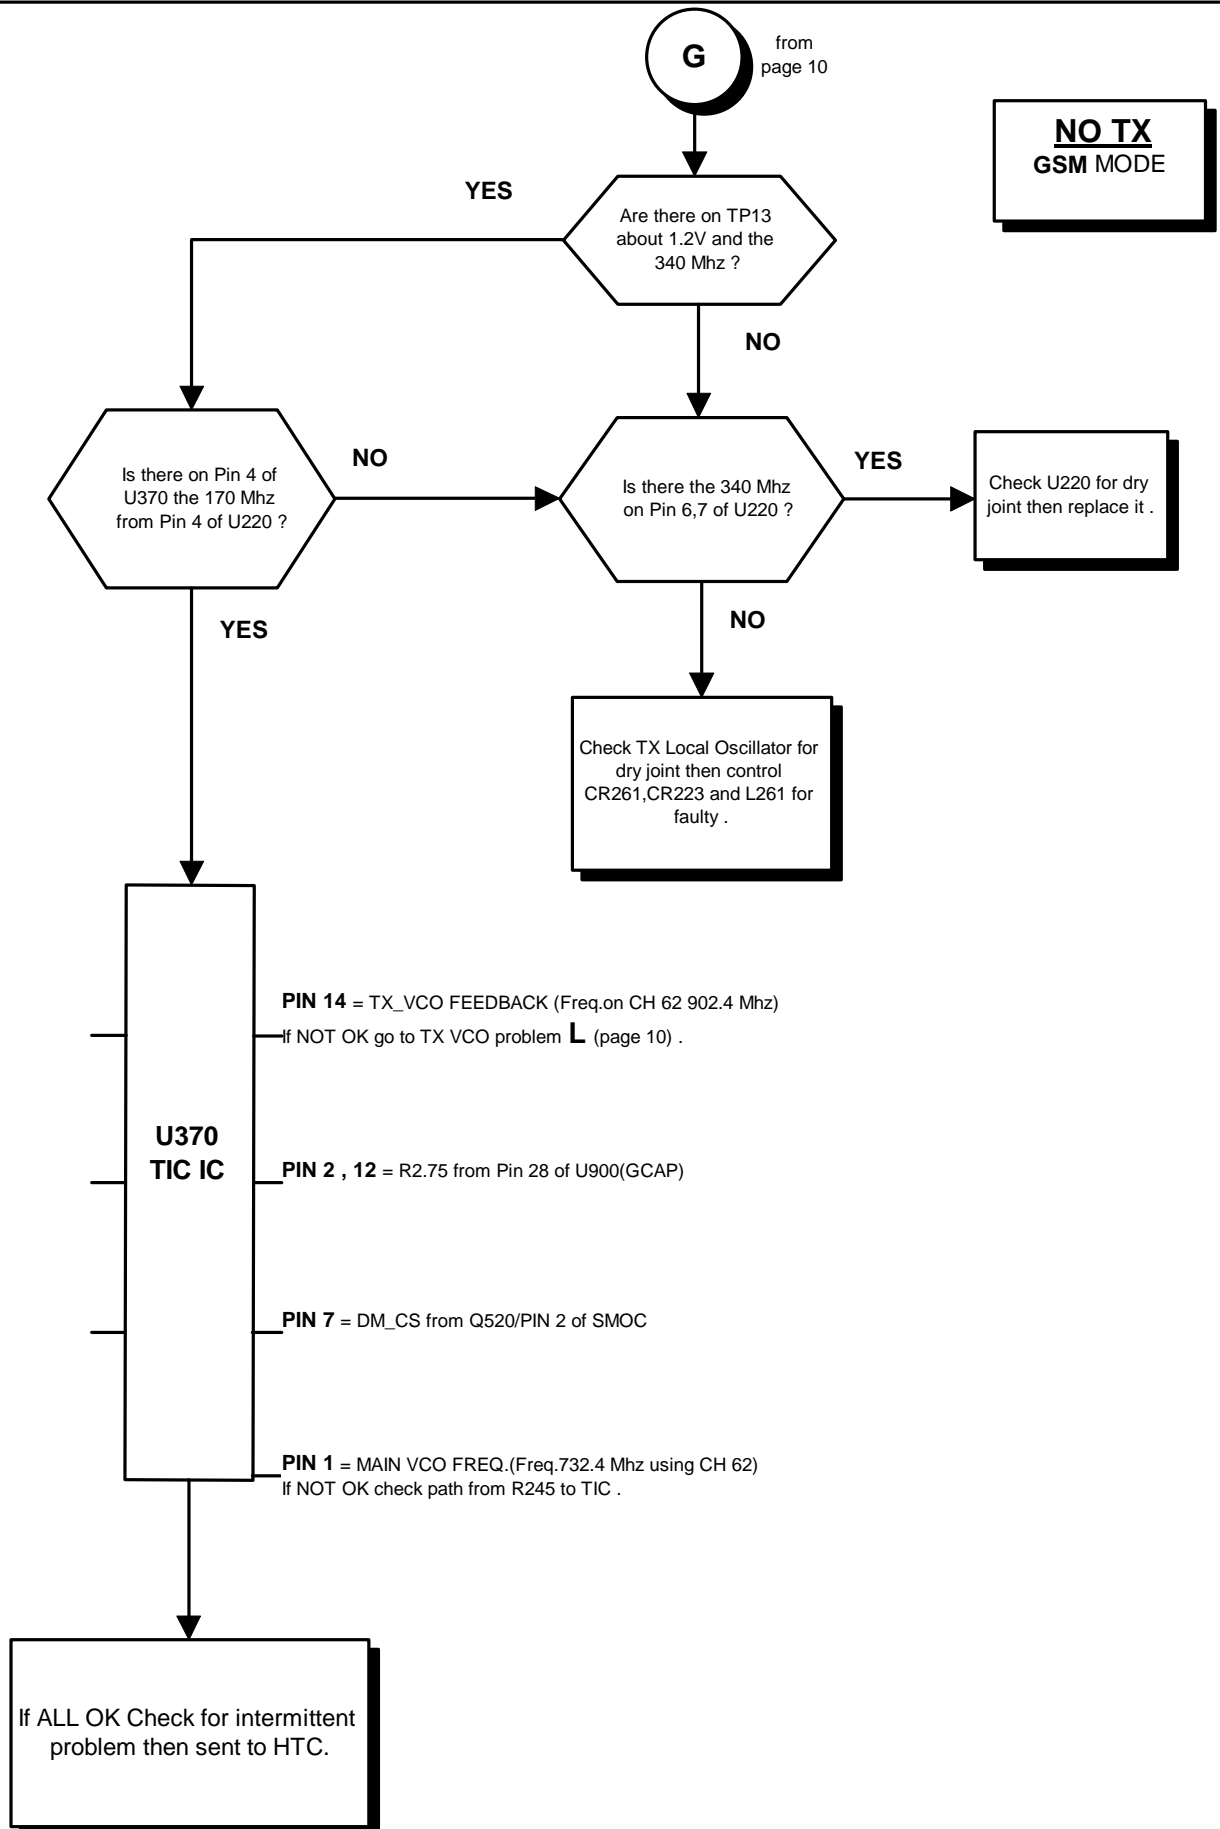 G
from
page 10
NO TX
GSM MODE
YES
Are there on TP13
about 1.2V and the
340 Mhz ?
NO
Is there on Pin 4 of
U370 the 170 Mhz
from Pin 4 of U220 ?
NO
Is there the 340 Mhz
on Pin 6,7 of U220 ?
YES
Check U220 for dry
joint then replace it .
YES
NO
Check TX Local Oscillator for
dry joint then control
CR261,CR223 and L261 for
faulty .
PIN 14 = TX_VCO FEEDBACK (Freq.on CH 62 902.4 Mhz)
If NOT OK go to TX VCO problem L (page 10) .
U370
TIC IC
PIN 2 , 12 = R2.75 from Pin 28 of U900(GCAP)
PIN 7 = DM_CS from Q520/PIN 2 of SMOC
PIN 1 = MAIN VCO FREQ.(Freq.732.4 Mhz using CH 62)
If NOT OK check path from R245 to TIC .
If ALL OK Check for intermittent
problem then sent to HTC.